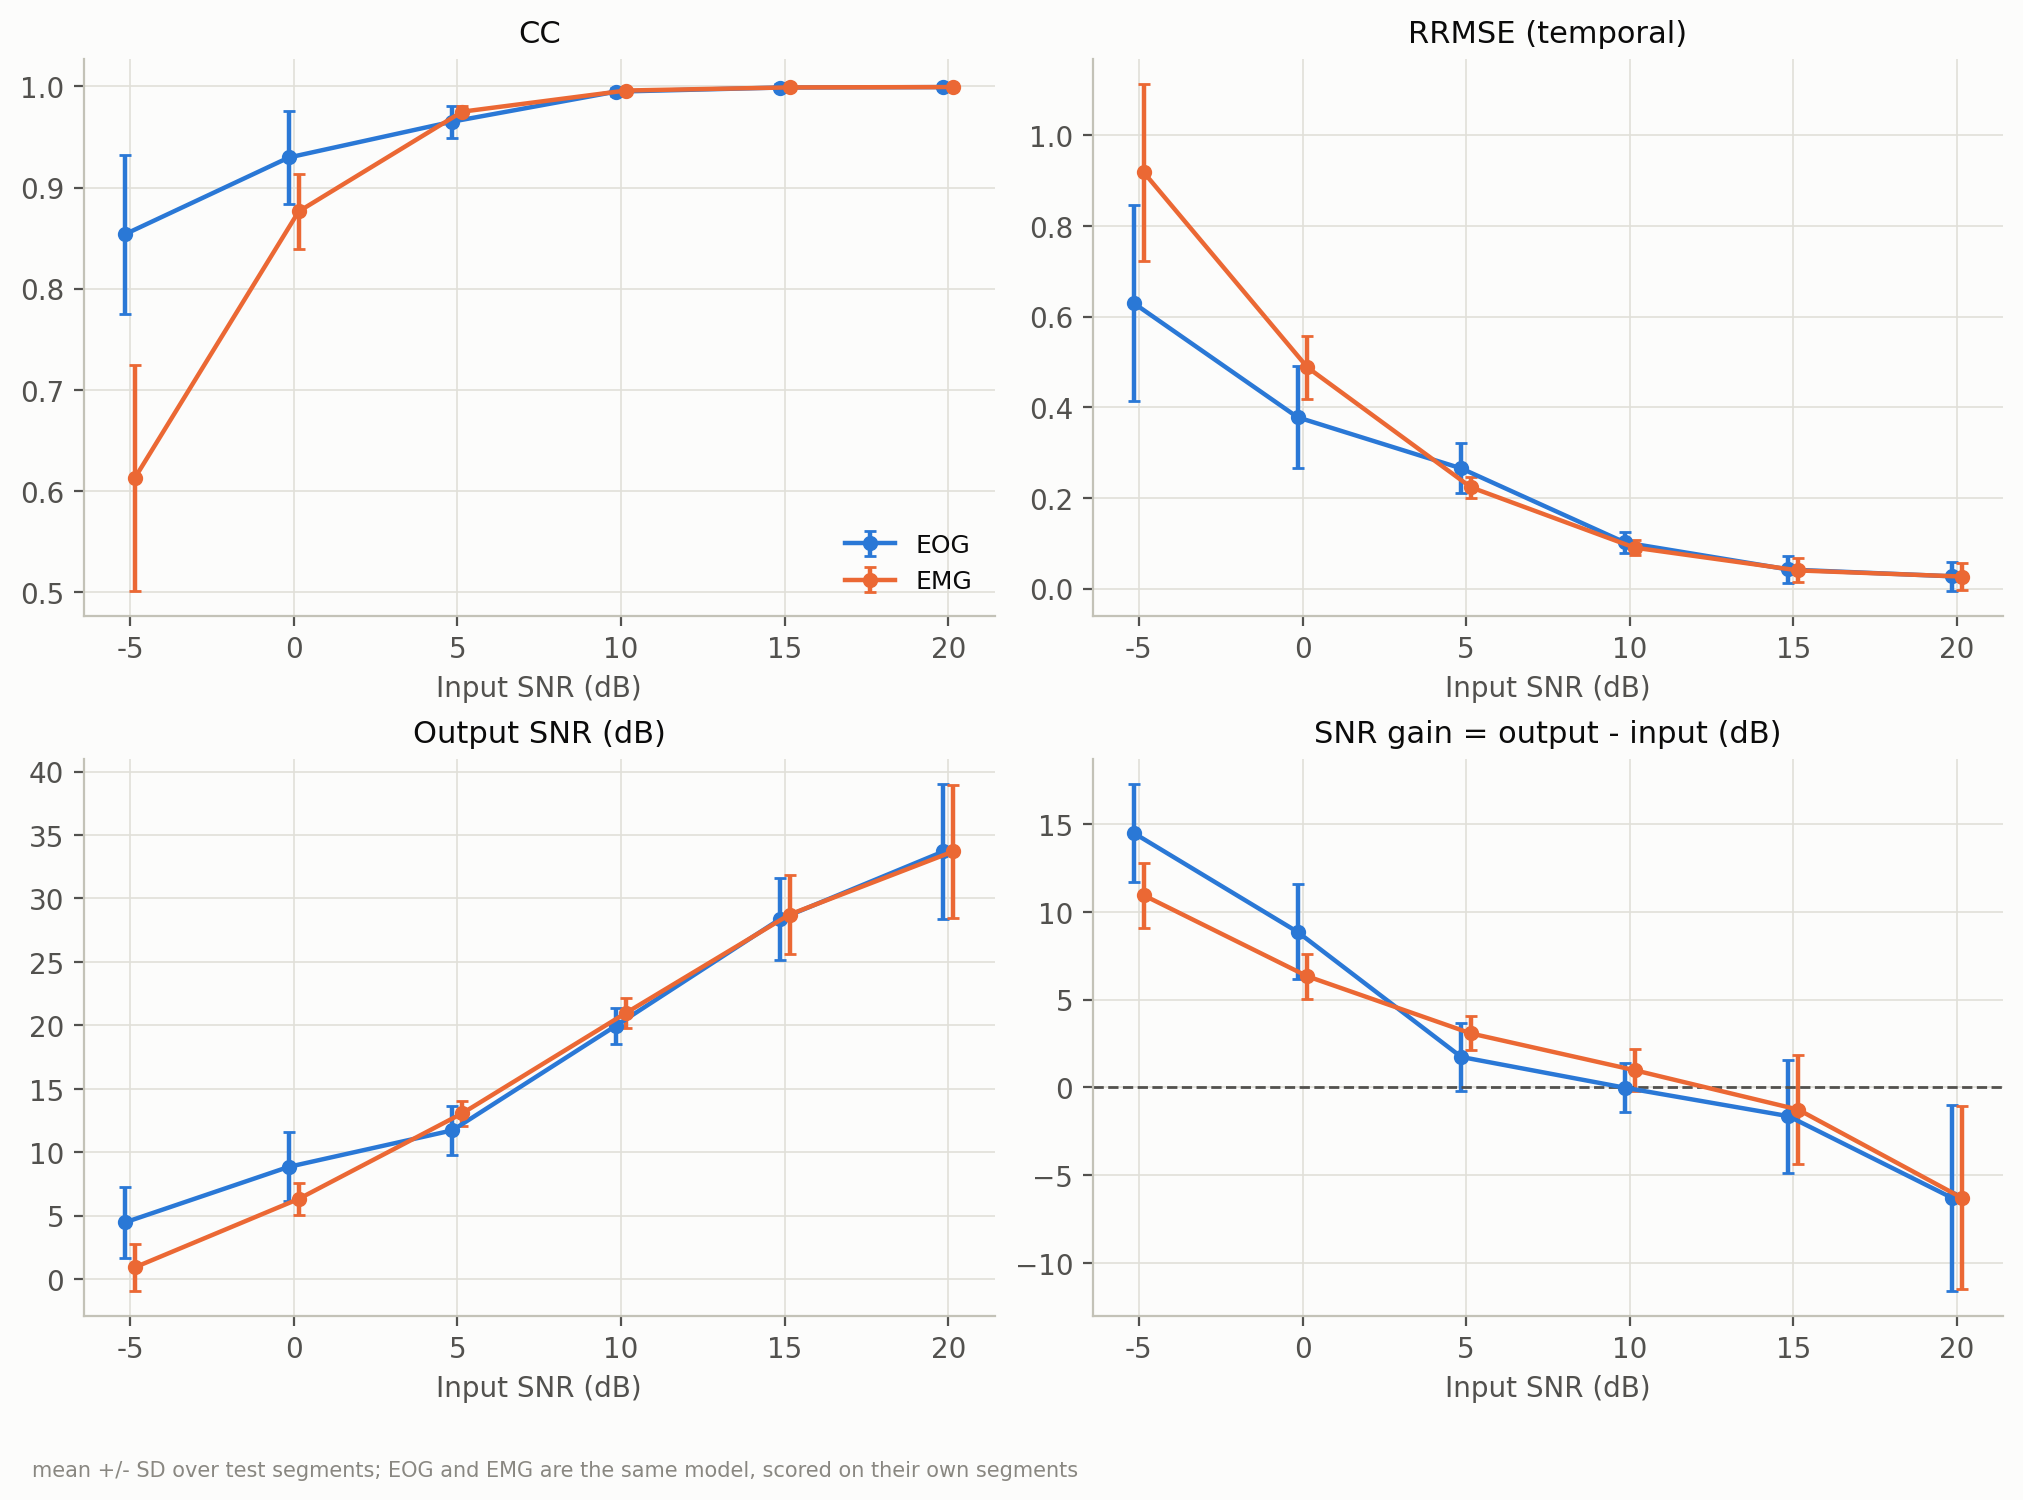 CC
1.0
0.9
0.8
0.7
0.6
0.5
EOG
EMG
-5 0 5 10 15 20
Input SNR (dB)
RRMSE (temporal)
1.0
0.8
0.6
0.4
0.2
0.0
-5 0 5 10 15 20
Input SNR (dB)
Output SNR (dB)
40
35
30
25
20
15
10
5
0
-5 0 5 10 15 20
Input SNR (dB)
SNR gain = output - input (dB)
15
10
5
0
−5
−10
-5 0 5 10 15 20
Input SNR (dB)
mean +/- SD over test segments; EOG and EMG are the same model, scored on their own segments